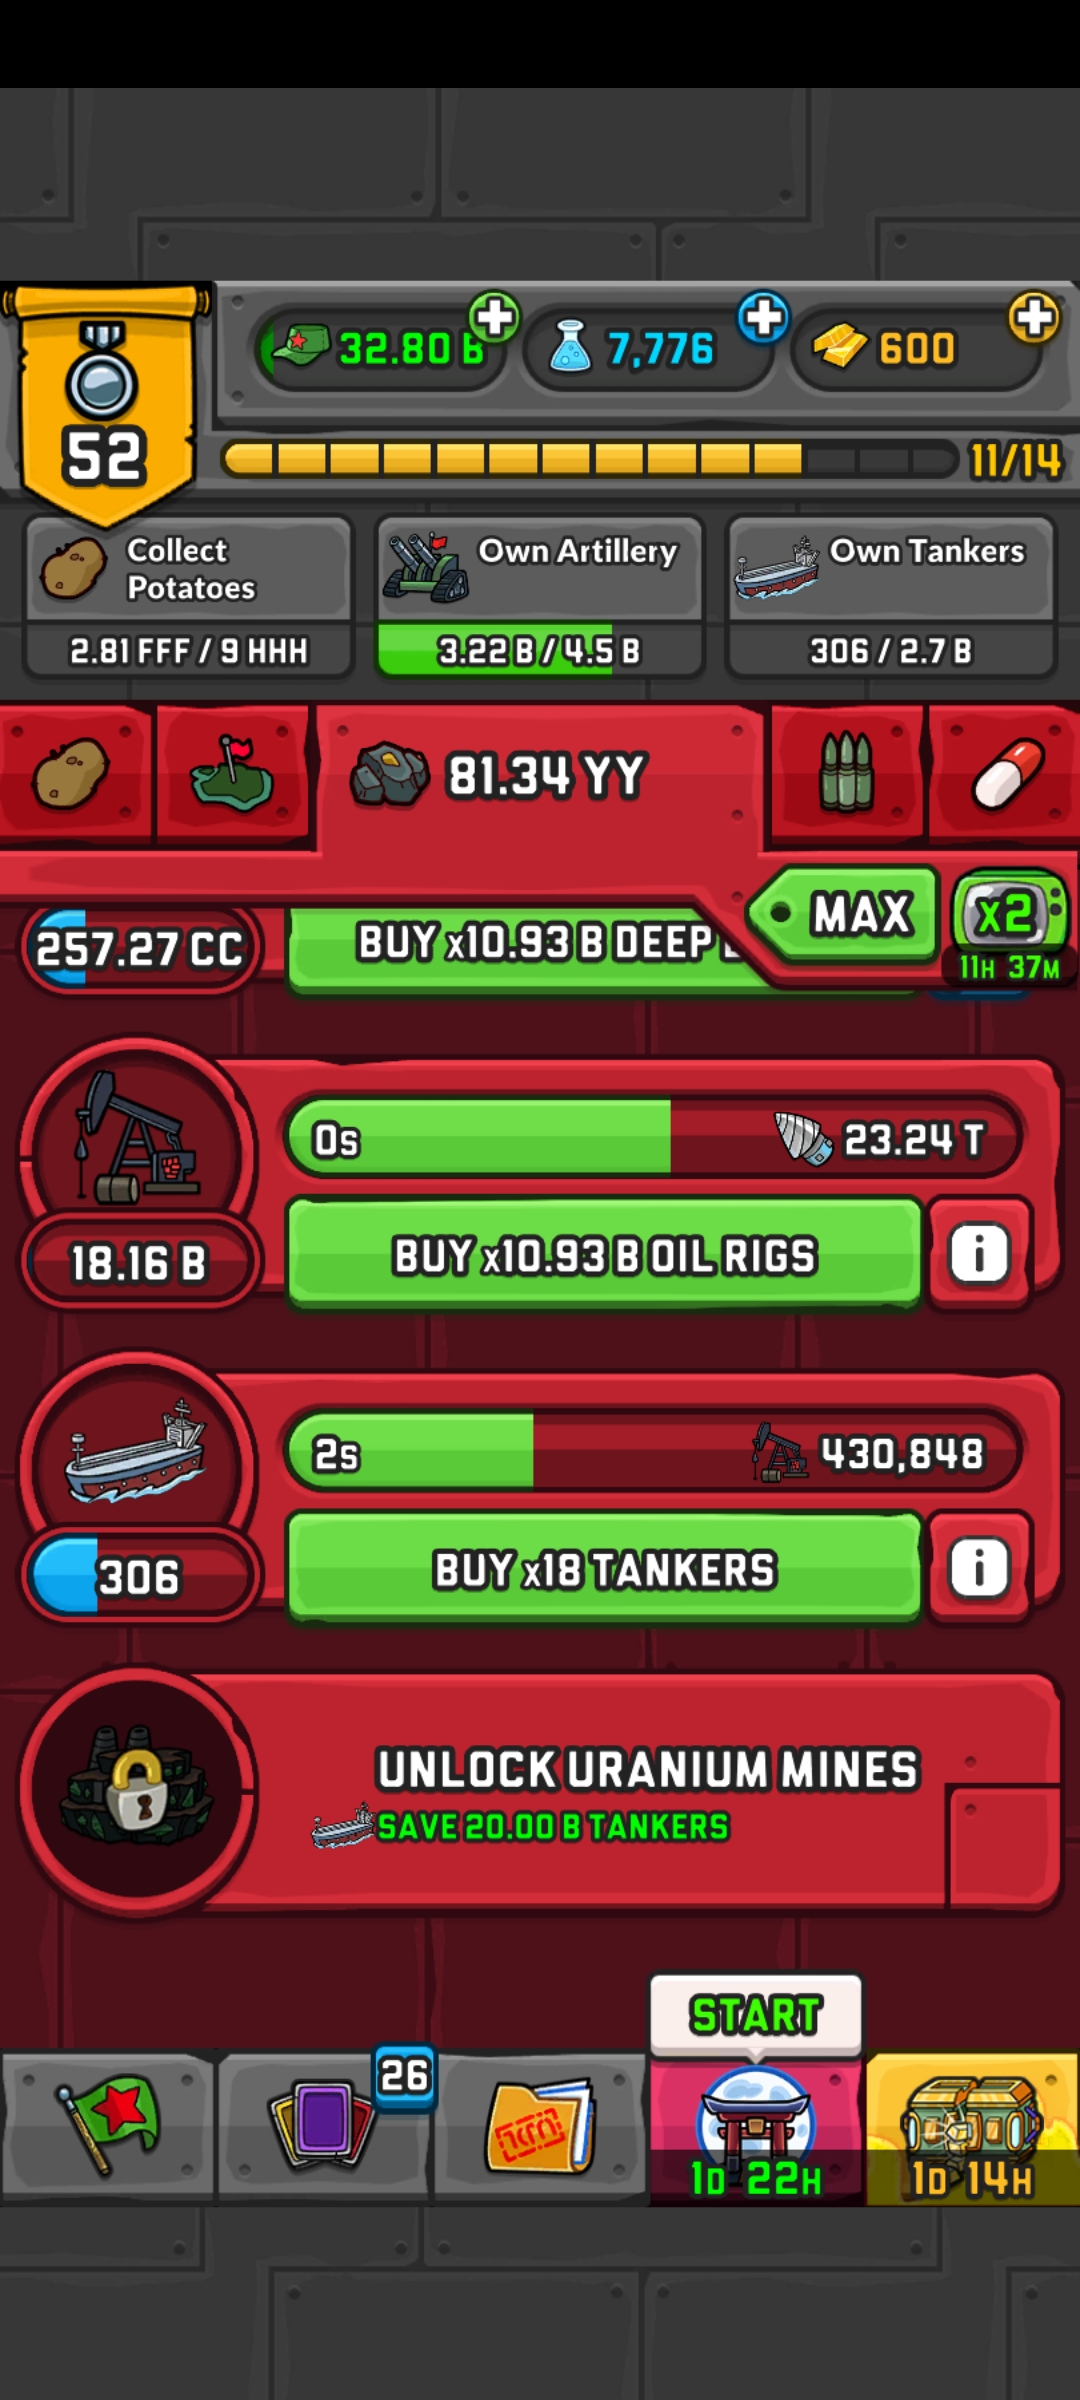 32.80 B
7,776
600
52
11/14
Collect
Potatoes
2.81 FFF / 9 HHH
Own Artillery
3.22 B / 4.5 B
Own Tankers
306 / 2.7 B
81.34 YY
MAX
x2
11H 37M
257.27 CC
BUY x10.93 B DEEP
0s
23.24 T
18.16 B
BUY x10.93 B OIL RIGS
i
2s
430,848
306
BUY x18 TANKERS
i
UNLOCK URANIUM MINES
SAVE 20.00 B TANKERS
START
26
1D 22H
1D 14H